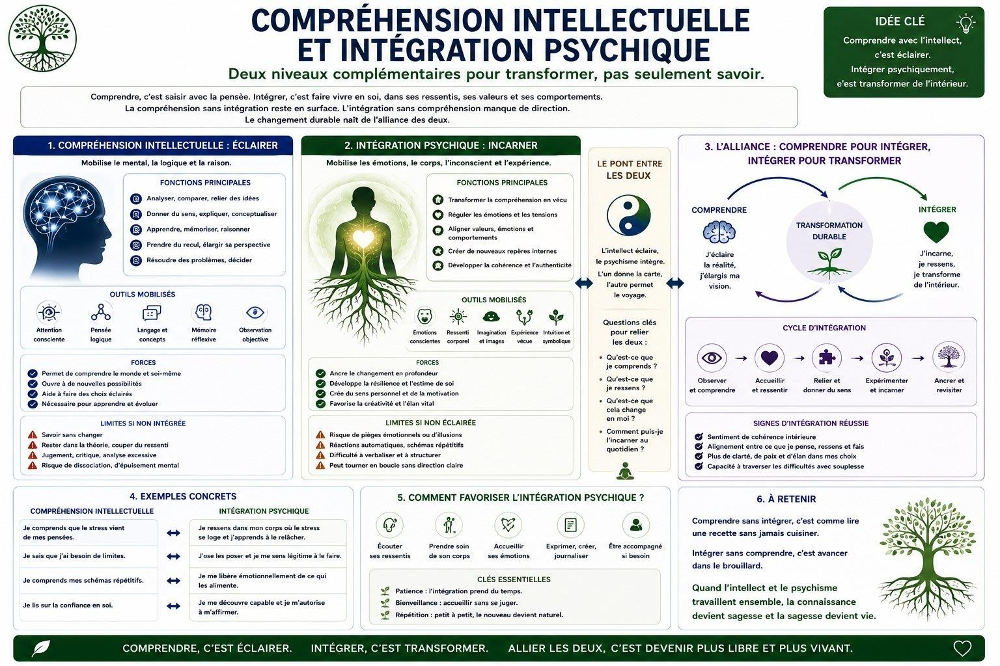 COMPRÉHENSION INTELLECTUELLE
ET INTÉGRATION PSYCHIQUE
Deux niveaux complémentaires pour transformer, pas seulement savoir.
IDÉE CLÉ
Comprendre avec l'intellect,
c'est éclairer.
Intégrer psychiquement,
e'est transformer de l'intérieur.
Comprendre, c'est saisir avec la pensèe. Intégrer, c'est faire vivre en soi, dans ses ressentis, ses valeurs et ses comportements.
La compréhension sans intégration reste en surface. L'intégration sans compréhension manque de direction.
Le changement durable naît de l'alliance des deux.
1. COMPRÉHENSION INTELLECTUELLE : ÉCLAIRER
Mobilise le mental, la logique et la raison.
FONCTIONS PRINCIPALES
Analyser, comparer, relier des idées
Donner du sens, expliquer, conceptualiser
Apprendre, mémoriser, raisonner
Prendre du recul, élargir sa perspective
Résoudre des problèmes, décider
OUTILS MOBILISÉS
Attention
consciente
Pensée
logique
Langage et
concepts
Mémoire
réflexive
Observation
objective
FORCES
Permet de comprendre le monde et soi-même
Ouvre à de nouvelles possibilités
Aide à faire des choix éclairés
Nécessaire pour apprendre et évoluer
LIMITES SI NON INTÉGRÉE
Savoir sans changer
Rester dans la théorie, couper du ressenti
Jugement, critique, analyse excessive
Risque de dissociation, d'épuisement mental
2. INTÉGRATION PSYCHIQUE : INCARNER
Mobilise les émotions, le corps, l'inconscient et l'expérience.
FONCTIONS PRINCIPALES
Transformer la compréhension en vécu
Réguler les émotions et les tensions
Aligner valeurs, émotions et
comportements
Créer de nouveaux repères internes
Développer la cohérence et l'authenticité
OUTILS MOBILISÉS
Émotions
conscientes
Ressenti
corporel
Imagination
et images
Expérience
vécue
Intuition et
symbolique
FORCES
Ancre le changement en profondeur
Développe la résilience et l'estime de soi
Crée du sens personnel et de la motivation
Favorise la créativité et l'élan vital
LIMITES SI NON ÉCLAIRÉE
Risque de pièges émotionnels ou d'illusions
Réactions automatiques, schémas répétitifs
Difficulté à verbaliser et à structurer
Peut tourner en boucle sans direction claire
LE PONT ENTRE
LES DEUX
L'intellect éclaire,
le psychisme intègre.
L'un donne la carte,
l'autre permet
le voyage.
Questions clés
pour relier
les deux :
• Qu'est-ce que
je comprends ?
• Qu'est-ce que
je ressens ?
• Qu'est-ce que
cela change
en moi ?
• Comment puis-je
l'incarner au
quotidien ?
3. L'ALLIANCE : COMPRENDRE POUR INTÉGRER,
INTÉGRER POUR TRANSFORMER
COMPRENDRE
J'éclaire
la réalité,
j'élargis ma
vision.
TRANSFORMATION
DURABLE
INTÉGRER
J'incarne,
je ressens,
je transforme
de l'intérieur.
CYCLE D'INTÉGRATION
Observer
et comprendre
Accueillir
et ressentir
Relier et
donner du sens
Expérimenter
et incarner
Ancrer et
revisiter
SIGNES D'INTÉGRATION RÉUSSIE
Sentiment de cohérence intérieure
Alignement entre ce que je pense, ressens et fais
Plus de clarté, de paix et d'élan dans mes choix
Capacité à traverser les difficultés avec souplesse
4. EXEMPLES CONCRETS
COMPRÉHENSION INTELLECTUELLE
INTÉGRATION PSYCHIQUE
Je comprends que le stress vient
de mes pensées.
Je ressens dans mon corps où le stress
se loge et j'apprends à le relâcher.
Je sais que j'ai besoin de limites.
J'ose les poser et je me sens légitime à le faire.
Je comprends mes schémas répétitifs.
Je me libère émotionnellement de ce qui
les alimente.
Je lis sur la confiance en soi.
Je me découvre capable et je m'autorise
à m'affirmer.
5. COMMENT FAVORISER L'INTÉGRATION PSYCHIQUE ?
Écouter
ses ressentis
Prendre soin
de son corps
Accueillir
ses émotions
Exprimer, créer,
journaliser
Être accompagné
si besoin
CLÉS ESSENTIELLES
Patience : l'intégration prend du temps.
Bienveillance : accueillir sans se juger.
Répétition : petit à petit, le nouveau devient naturel.
6. À RETENIR
Comprendre sans intégrer, c'est comme lire
une recette sans jamais cuisiner.
Intégrer sans comprendre, c'est avancer
dans le brouillard.
Quand l'intellect et le psychisme
travaillent ensemble, la connaissance
devient sagesse et la sagesse devient vie.
COMPRENDRE, C'EST ÉCLAIRER. INTÉGRER, C'EST TRANSFORMER. ALLIER LES DEUX, C'EST DEVENIR PLUS LIBRE ET PLUS VIVANT.